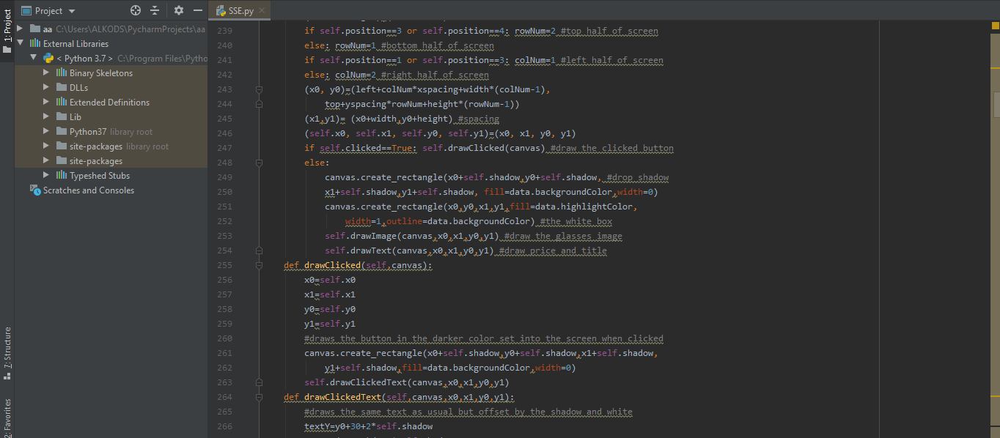 1: Project
Project
SSE.py
aa C:\Users\ALKODS\PycharmProjects\aa
External Libraries
< Python 3.7 > C:\Program Files\Pytho
Binary Skeletons
DLLs
Extended Definitions
Lib
Python37 library root
site-packages library root
site-packages
Typeshed Stubs
Scratches and Consoles
7: Structure
2: Favorites
239 if self.position==3 or self.position==4: rowNum=2 #top half of screen
240 else: rowNum=1 #bottom half of screen
241 if self.position==1 or self.position==3: colNum=1 #left half of screen
242 else: colNum=2 #right half of screen
243 (x0, y0)=(left+colNum*xspacing+width*(colNum-1),
244 top+yspacing*rowNum+height*(rowNum-1))
245 (x1,y1)= (x0+width,y0+height) #spacing
246 (self.x0, self.x1, self.y0, self.y1)=(x0, x1, y0, y1)
247 if self.clicked==True: self.drawClicked(canvas) #draw the clicked button
248 else:
249 canvas.create_rectangle(x0+self.shadow,y0+self.shadow, #drop shadow
250 x1+self.shadow,y1+self.shadow, fill=data.backgroundColor,width=0)
251 canvas.create_rectangle(x0,y0,x1,y1,fill=data.highlightColor,
252 width=1,outline=data.backgroundColor) #the white box
253 self.drawImage(canvas,x0,x1,y0,y1) #draw the glasses image
254 self.drawText(canvas,x0,x1,y0,y1) #draw price and title
255 def drawClicked(self,canvas):
256 x0=self.x0
257 x1=self.x1
258 y0=self.y0
259 y1=self.y1
260 #draws the button in the darker color set into the screen when clicked
261 canvas.create_rectangle(x0+self.shadow,y0+self.shadow,x1+self.shadow,
262 y1+self.shadow,fill=data.backgroundColor,width=0)
263 self.drawClickedText(canvas,x0,x1,y0,y1)
264 def drawClickedText(self,canvas,x0,x1,y0,y1):
265 #draws the same text as usual but offset by the shadow and white
266 textY=y0+30+2*self.shadow